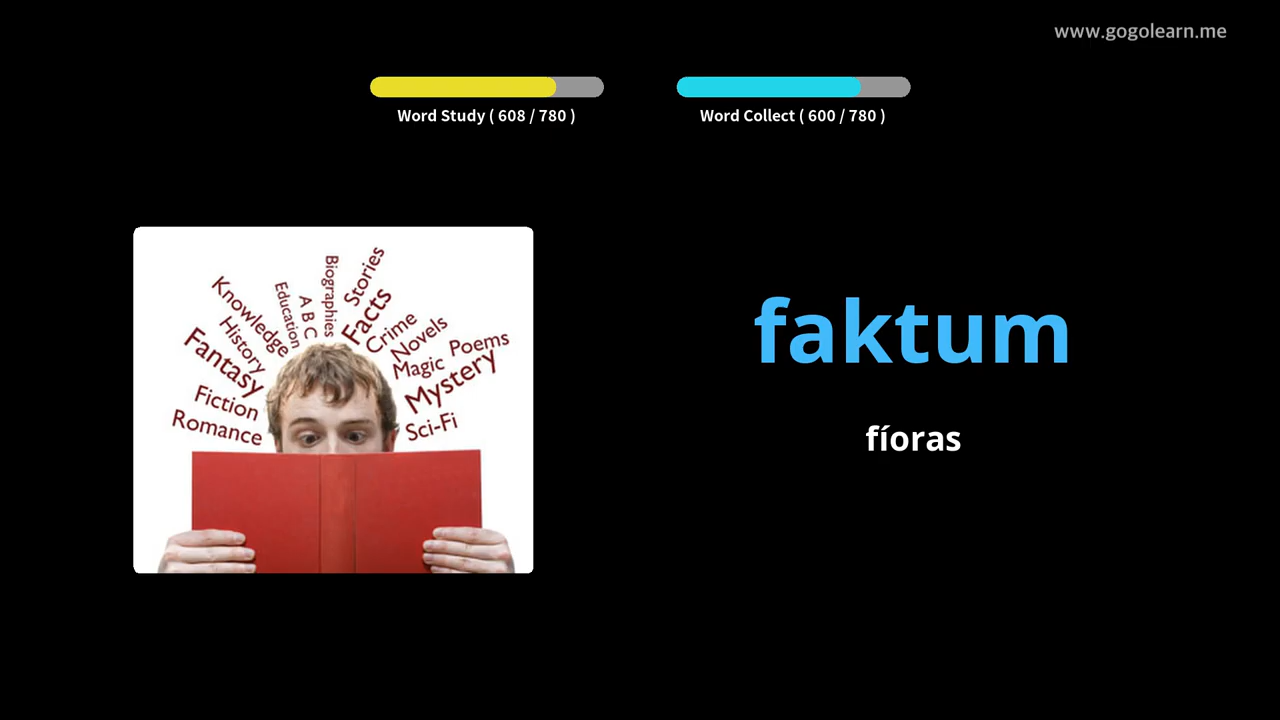 www.gogolearn.me
Word Study ( 608 / 780 )
Word Collect ( 600 / 780 )
Biographies
Stories
Education
A B C
Facts
Knowledge
History
Crime
Novels
Poems
Fantasy
Magic
Mystery
Fiction
Romance
Sci-Fi
faktum
fíoras